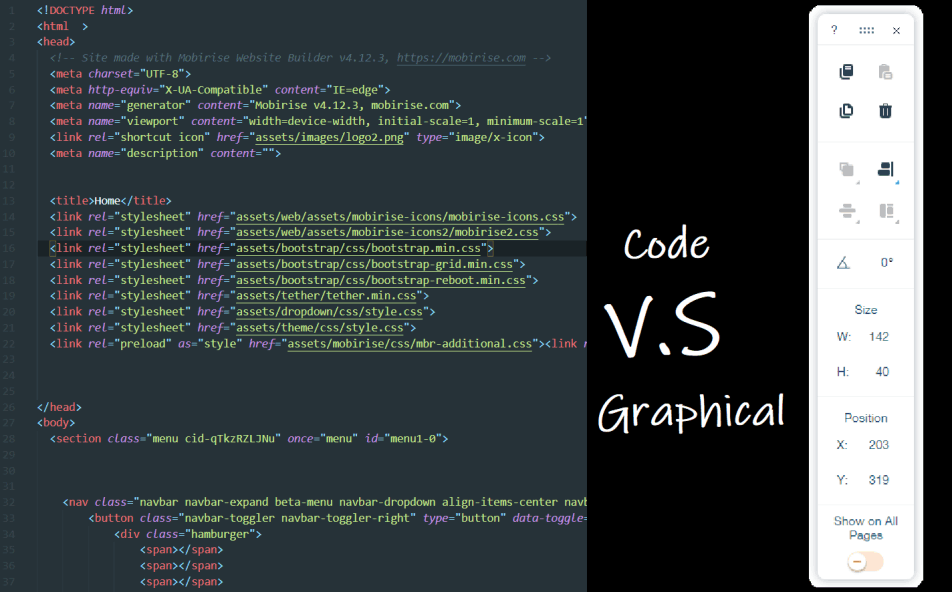 1 <!DOCTYPE html>
2 <html  >
3 <head>
4 <!-- Site made with Mobirise Website Builder v4.12.3, https://mobirise.com -->
5 <meta charset="UTF-8">
6 <meta http-equiv="X-UA-Compatible" content="IE=edge">
7 <meta name="generator" content="Mobirise v4.12.3, mobirise.com">
8 <meta name="viewport" content="width=device-width, initial-scale=1, minimum-scale=1"
9 <link rel="shortcut icon" href="assets/images/logo2.png" type="image/x-icon">
10 <meta name="description" content="">
11
12
13 <title>Home</title>
14 <link rel="stylesheet" href="assets/web/assets/mobirise-icons/mobirise-icons.css">
15 <link rel="stylesheet" href="assets/web/assets/mobirise-icons2/mobirise2.css">
16 <link rel="stylesheet" href="assets/bootstrap/css/bootstrap.min.css">
17 <link rel="stylesheet" href="assets/bootstrap/css/bootstrap-grid.min.css">
18 <link rel="stylesheet" href="assets/bootstrap/css/bootstrap-reboot.min.css">
19 <link rel="stylesheet" href="assets/tether/tether.min.css">
20 <link rel="stylesheet" href="assets/dropdown/css/style.css">
21 <link rel="stylesheet" href="assets/theme/css/style.css">
22 <link rel="preload" as="style" href="assets/mobirise/css/mbr-additional.css"><link
23
24
25
26 </head>
27 <body>
28 <section class="menu cid-qTkzRZLJNu" once="menu" id="menu1-0">
29
30
31
32 <nav class="navbar navbar-expand beta-menu navbar-dropdown align-items-center
33 <button class="navbar-toggler navbar-toggler-right" type="button" data-toggle=
34 <div class="hamburger">
35 <span></span>
36 <span></span>
37 <span></span>
Code
V.S
Graphical
?
0°
Size
W: 142
H: 40
Position
X: 203
Y: 319
Show on All
Pages